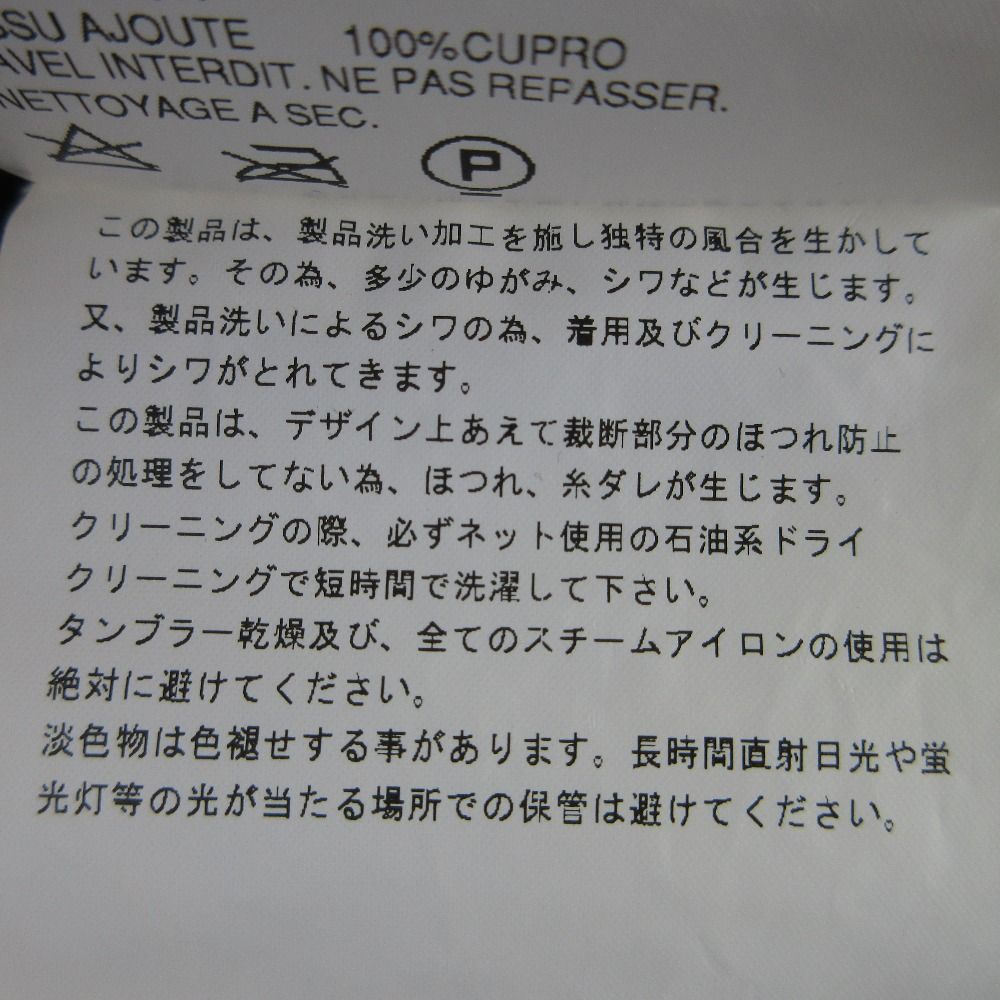 SSU AJOUTE 100%CUPRO
AVEL INTERDIT. NE PAS REPASSER.
NETTOYAGE A SEC.
P
この製品は、製品洗い加工を施し独特の風合を生かして
います。その為、多少のゆがみ、シワなどが生じます。
又、製品洗いによるシワの為、着用及びクリーニングに
よりシワがとれてきます。
この製品は、デザイン上あえて裁断部分のほつれ防止
の処理をしてない為、ほつれ、糸ダレが生じます。
クリーニングの際、必ずネット使用の石油系ドライ
クリーニングで短時間で洗濯して下さい。
タンブラー乾燥及び、全てのスチームアイロンの使用は
絶対に避けてください。
淡色物は色褪せする事があります。長時間直射日光や蛍
光灯等の光が当たる場所での保管は避けてください。